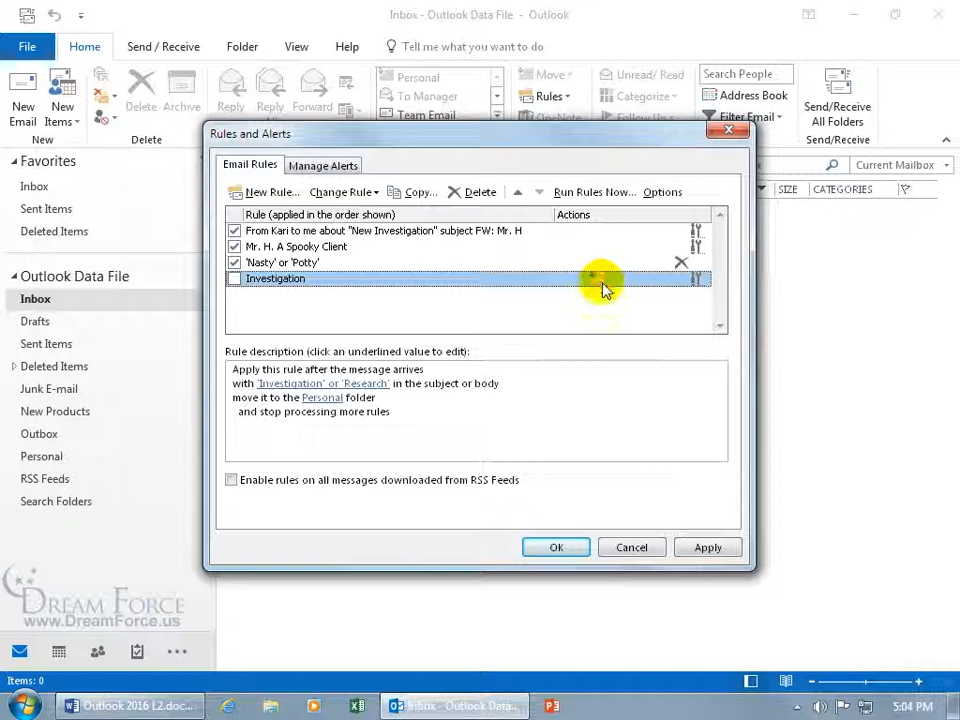 Inbox - Outlook Data File - Outlook
File Home Send / Receive Folder View Help Tell me what you want to do
New Email
New Items
Delete
Archive
Reply
Reply
Forward
Personal
To Manager
Team Email
Move
Rules
OneNote
Unread/ Read
Categorize
Follow Up
Search People
Address Book
Filter Email
Send/Receive All Folders
New
Delete
Send/Receive
Favorites
Inbox
Sent Items
Deleted Items
Outlook Data File
Inbox
Drafts
Sent Items
Deleted Items
Junk E-mail
New Products
Outbox
Personal
RSS Feeds
Search Folders
Current Mailbox
SIZE CATEGORIES
Rules and Alerts
Email Rules Manage Alerts
New Rule... Change Rule Copy... Delete Run Rules Now... Options
Rule (applied in the order shown) Actions
From Kari to me about "New Investigation" subject FW: Mr. H
Mr. H. A Spooky Client
'Nasty' or 'Potty'
Investigation
Rule description (click an underlined value to edit):
Apply this rule after the message arrives
with 'Investigation' or 'Research' in the subject or body
move it to the Personal folder
and stop processing more rules
Enable rules on all messages downloaded from RSS Feeds
OK Cancel Apply
DREAM FORCE
www.DreamForce.us
Items: 0
Outlook 2016 L2.doc...
Inbox - Outlook Data...
5:04 PM